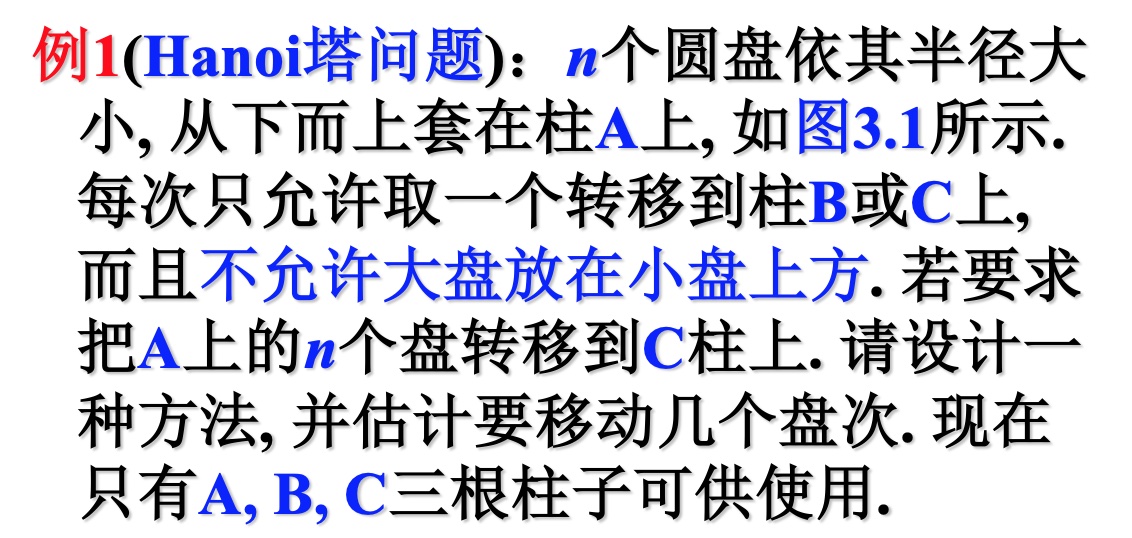 例1(Hanoi塔问题)：n个圆盘依其半径大
小, 从下而上套在柱A上, 如图3.1所示.
每次只允许取一个转移到柱B或C上,
而且不允许大盘放在小盘上方. 若要求
把A上的n个盘转移到C柱上. 请设计一
种方法, 并估计要移动几个盘次. 现在
只有A, B, C三根柱子可供使用.